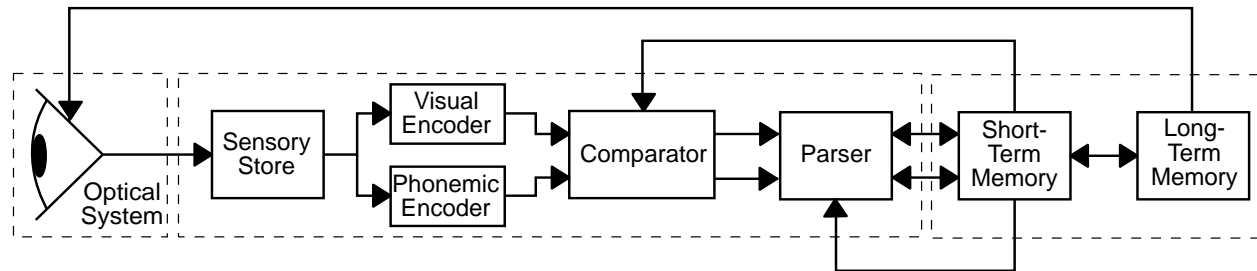 Optical
System
Sensory
Store
Visual
Encoder
Phonemic
Encoder
Comparator
Parser
Short-
Term
Memory
Long-
Term
Memory